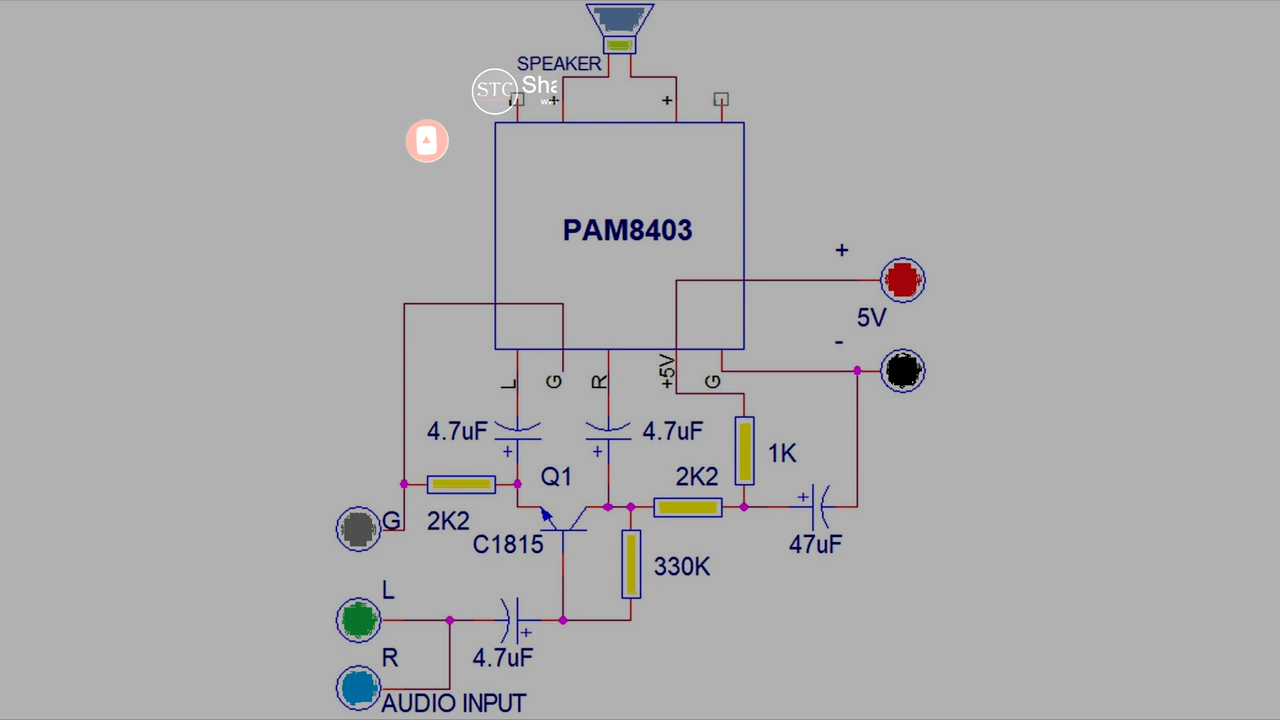 SPEAKER
STC
+
+
PAM8403
+
5V
-
L
G
R
+5V
G
4.7uF
4.7uF
+
+
1K
Q1
2K2
+
G
2K2
C1815
47uF
330K
L
+
R
4.7uF
AUDIO INPUT